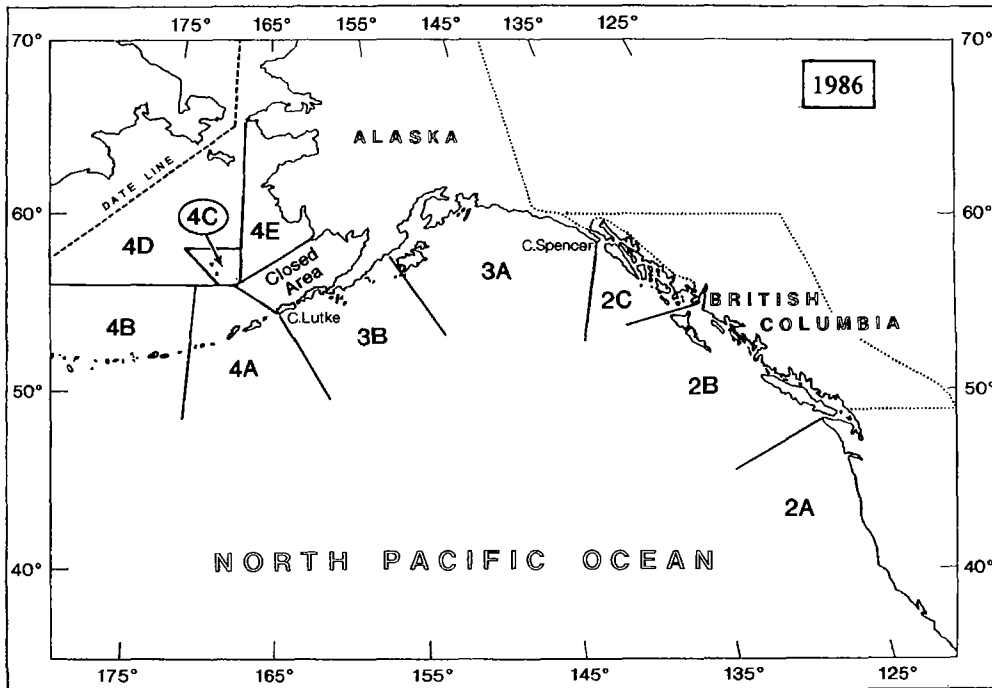 175° 165° 155° 145° 135° 125°
70° 70°
1986
ALASKA
DATE LINE
60° 4C 4E 60°
4D
C.Spencer
Closed
Area
3A
2C
BRITISH
COLUMBIA
4B
C.Lutke
3B
4A
50° 50°
2B
2A
NORTH PACIFIC OCEAN
40° 40°
175° 165° 155° 145° 135° 125°